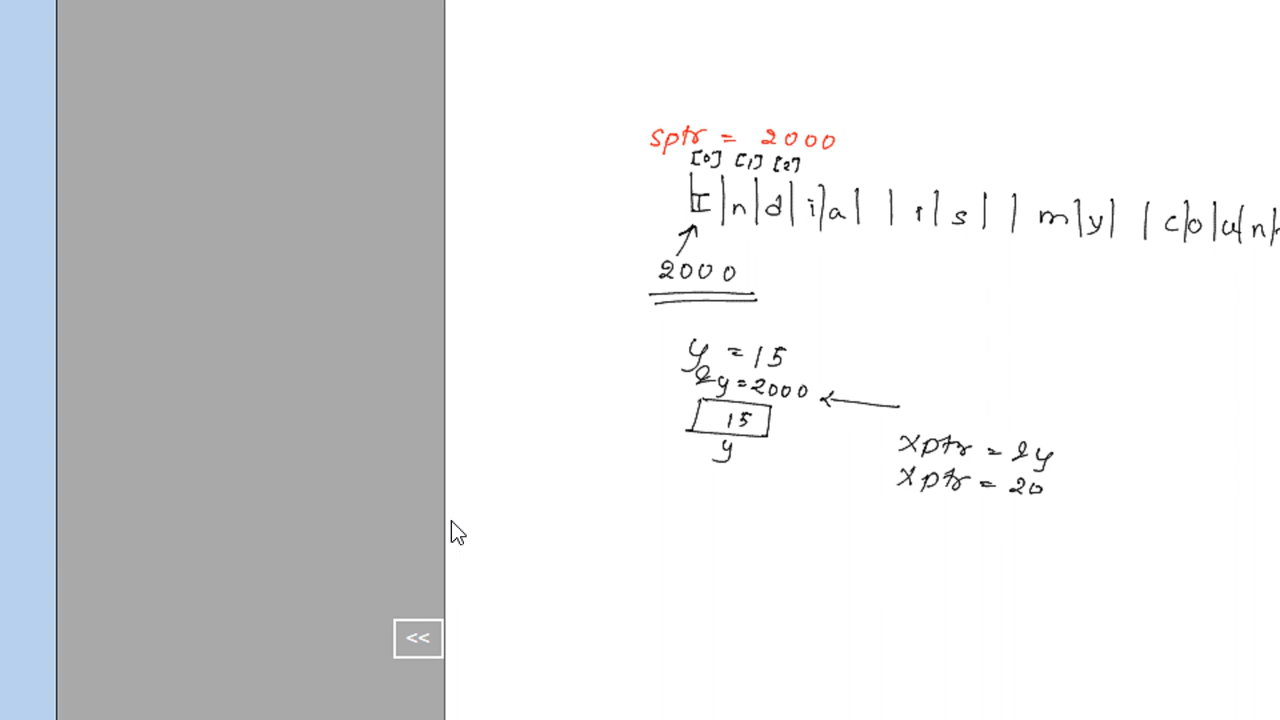 sptr = 2000
[0] [1] [2]
I|n|d|i|a| | i|s| | m|y| | c|o|u|n|
2000
y = 15
&y = 2000
15
y
xptr = &y
xptr = 20
<<